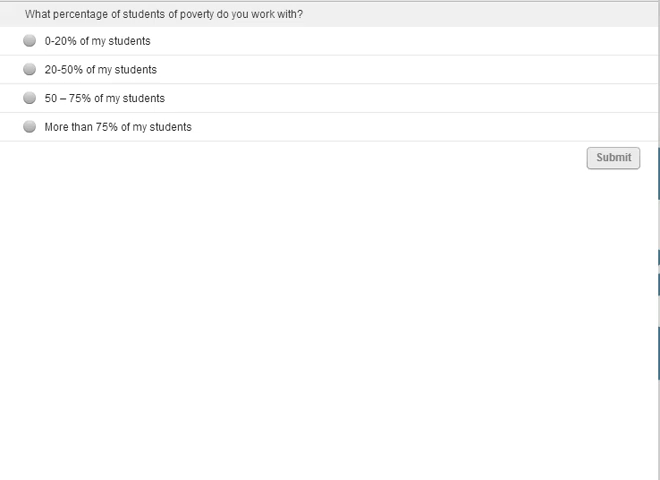 What percentage of students of poverty do you work with?
0-20% of my students
20-50% of my students
50 – 75% of my students
More than 75% of my students
Submit